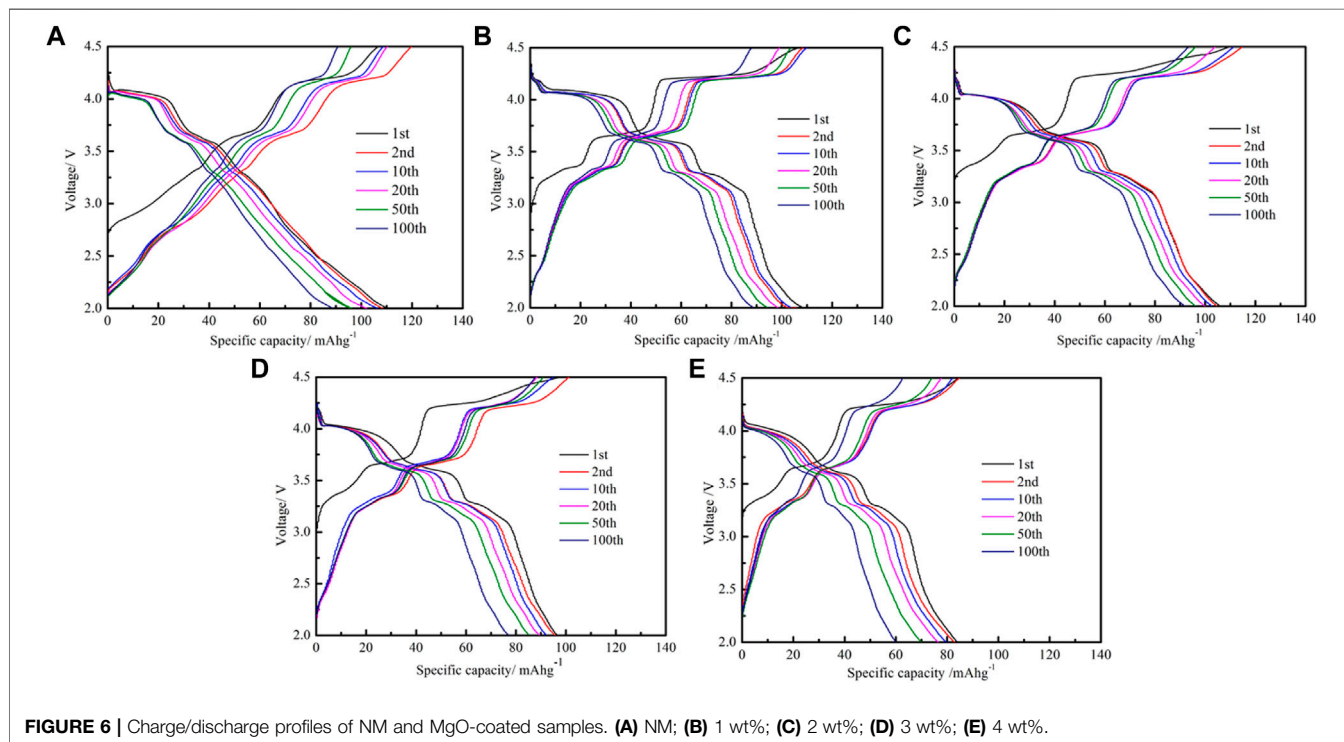 A
Voltage/ V
4.5
4.0
3.5
3.0
2.5
2.0
0 20 40 60 80 100 120 140
Specific capacity/ mAhg-1
1st
2nd
10th
20th
50th
100th
B
Voltage /V
4.5
4.0
3.5
3.0
2.5
2.0
0 20 40 60 80 100 120 140
Specific capacity /mAhg-1
1st
2nd
10th
20th
50th
100th
C
Voltage /V
4.5
4.0
3.5
3.0
2.5
2.0
0 20 40 60 80 100 120 140
Specific capacity /mAhg-1
1st
2nd
10th
20th
50th
100th
D
Voltage/ V
4.5
4.0
3.5
3.0
2.5
2.0
0 20 40 60 80 100 120 140
Specific capacity/ mAhg-1
1st
2nd
10th
20th
50th
100th
E
Voltage /V
4.5
4.0
3.5
3.0
2.5
2.0
0 20 40 60 80 100 120 140
Specific capacity /mAhg-1
1st
2nd
10th
20th
50th
100th
FIGURE 6 | Charge/discharge profiles of NM and MgO-coated samples. (A) NM; (B) 1 wt%; (C) 2 wt%; (D) 3 wt%; (E) 4 wt%.